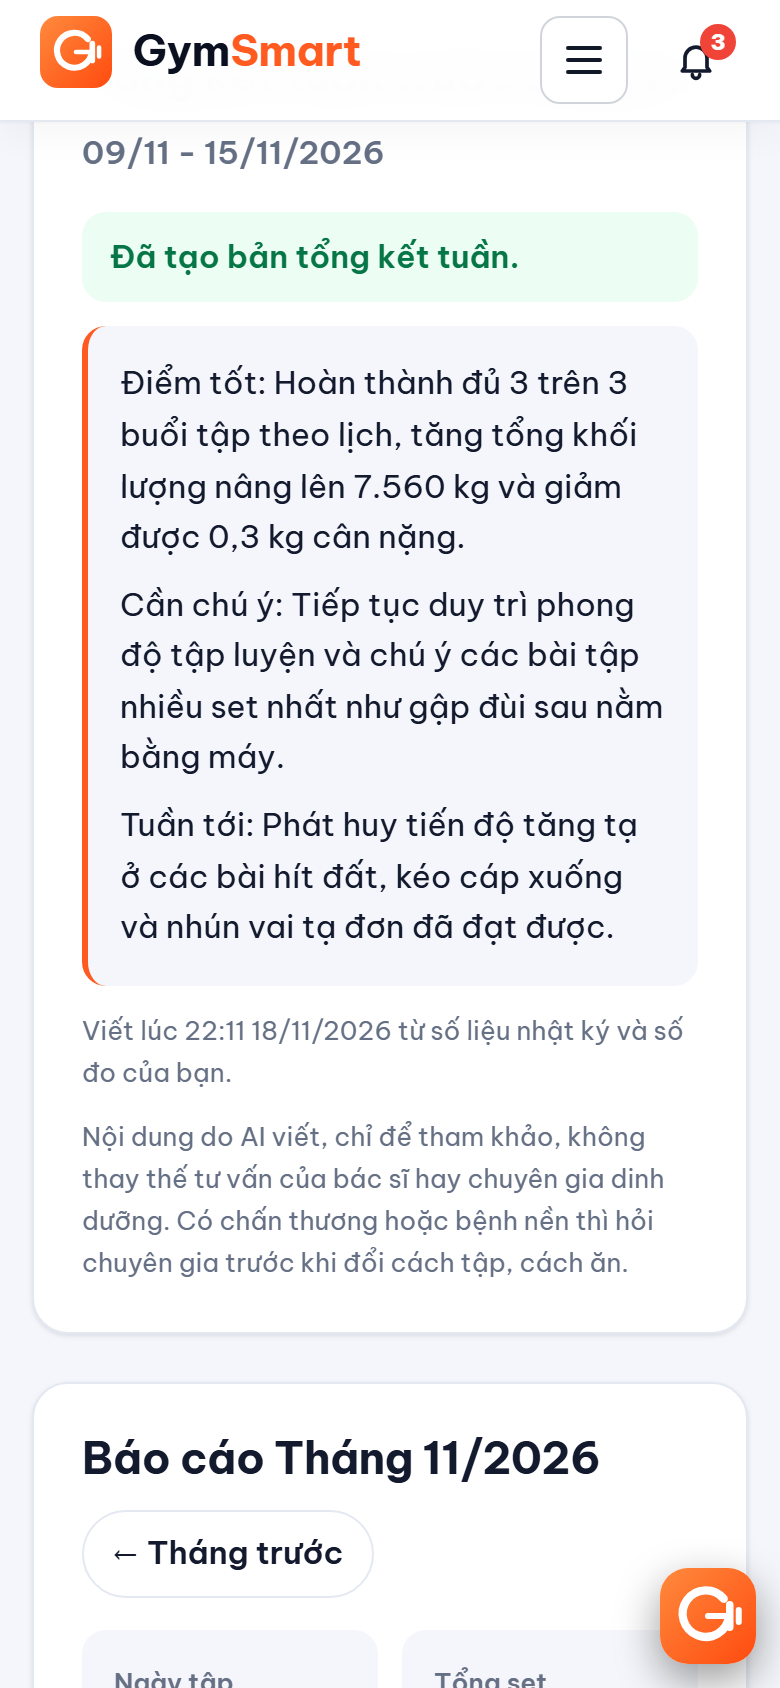 GymSmart
3
09/11 - 15/11/2026
Đã tạo bản tổng kết tuần.
Điểm tốt: Hoàn thành đủ 3 trên 3
buổi tập theo lịch, tăng tổng khối
lượng nâng lên 7.560 kg và giảm
được 0,3 kg cân nặng.
Cần chú ý: Tiếp tục duy trì phong
độ tập luyện và chú ý các bài tập
nhiều set nhất như gập đùi sau nằm
bằng máy.
Tuần tới: Phát huy tiến độ tăng tạ
ở các bài hít đất, kéo cáp xuống
và nhún vai tạ đơn đã đạt được.
Viết lúc 22:11 18/11/2026 từ số liệu nhật ký và số
đo của bạn.
Nội dung do AI viết, chỉ để tham khảo, không
thay thế tư vấn của bác sĩ hay chuyên gia dinh
dưỡng. Có chấn thương hoặc bệnh nền thì hỏi
chuyên gia trước khi đổi cách tập, cách ăn.
Báo cáo Tháng 11/2026
← Tháng trước
Ngày tập
Tổng set